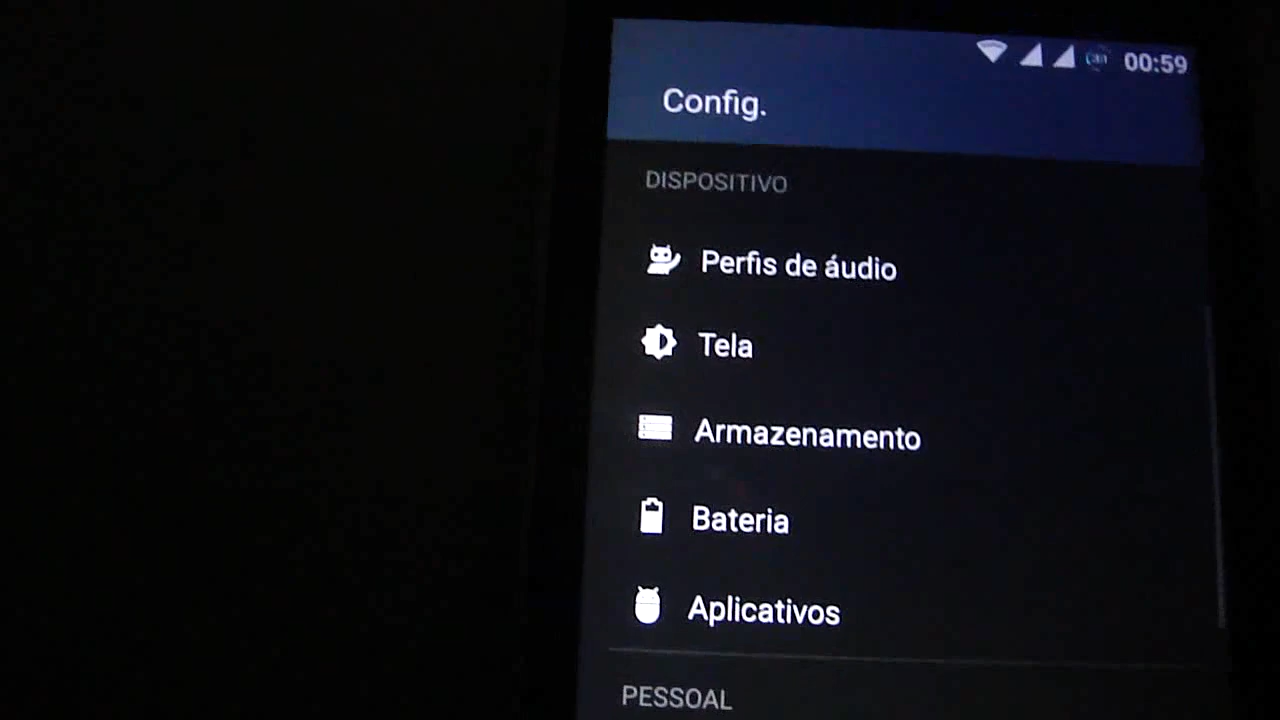 00:59
Config.
DISPOSITIVO
Perfis de áudio
Tela
Armazenamento
Bateria
Aplicativos
PESSOAL